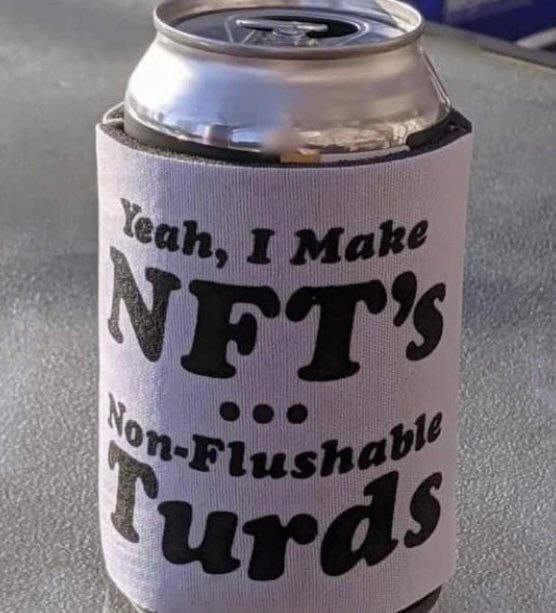 Yeah, I Make
NFT's
...
Non-Flushable
Turds